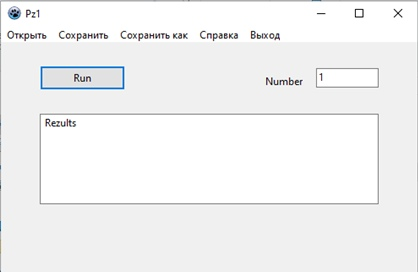 Pz1
Открыть Сохранить Сохранить как Справка Выход
Run Number 1
Rezults